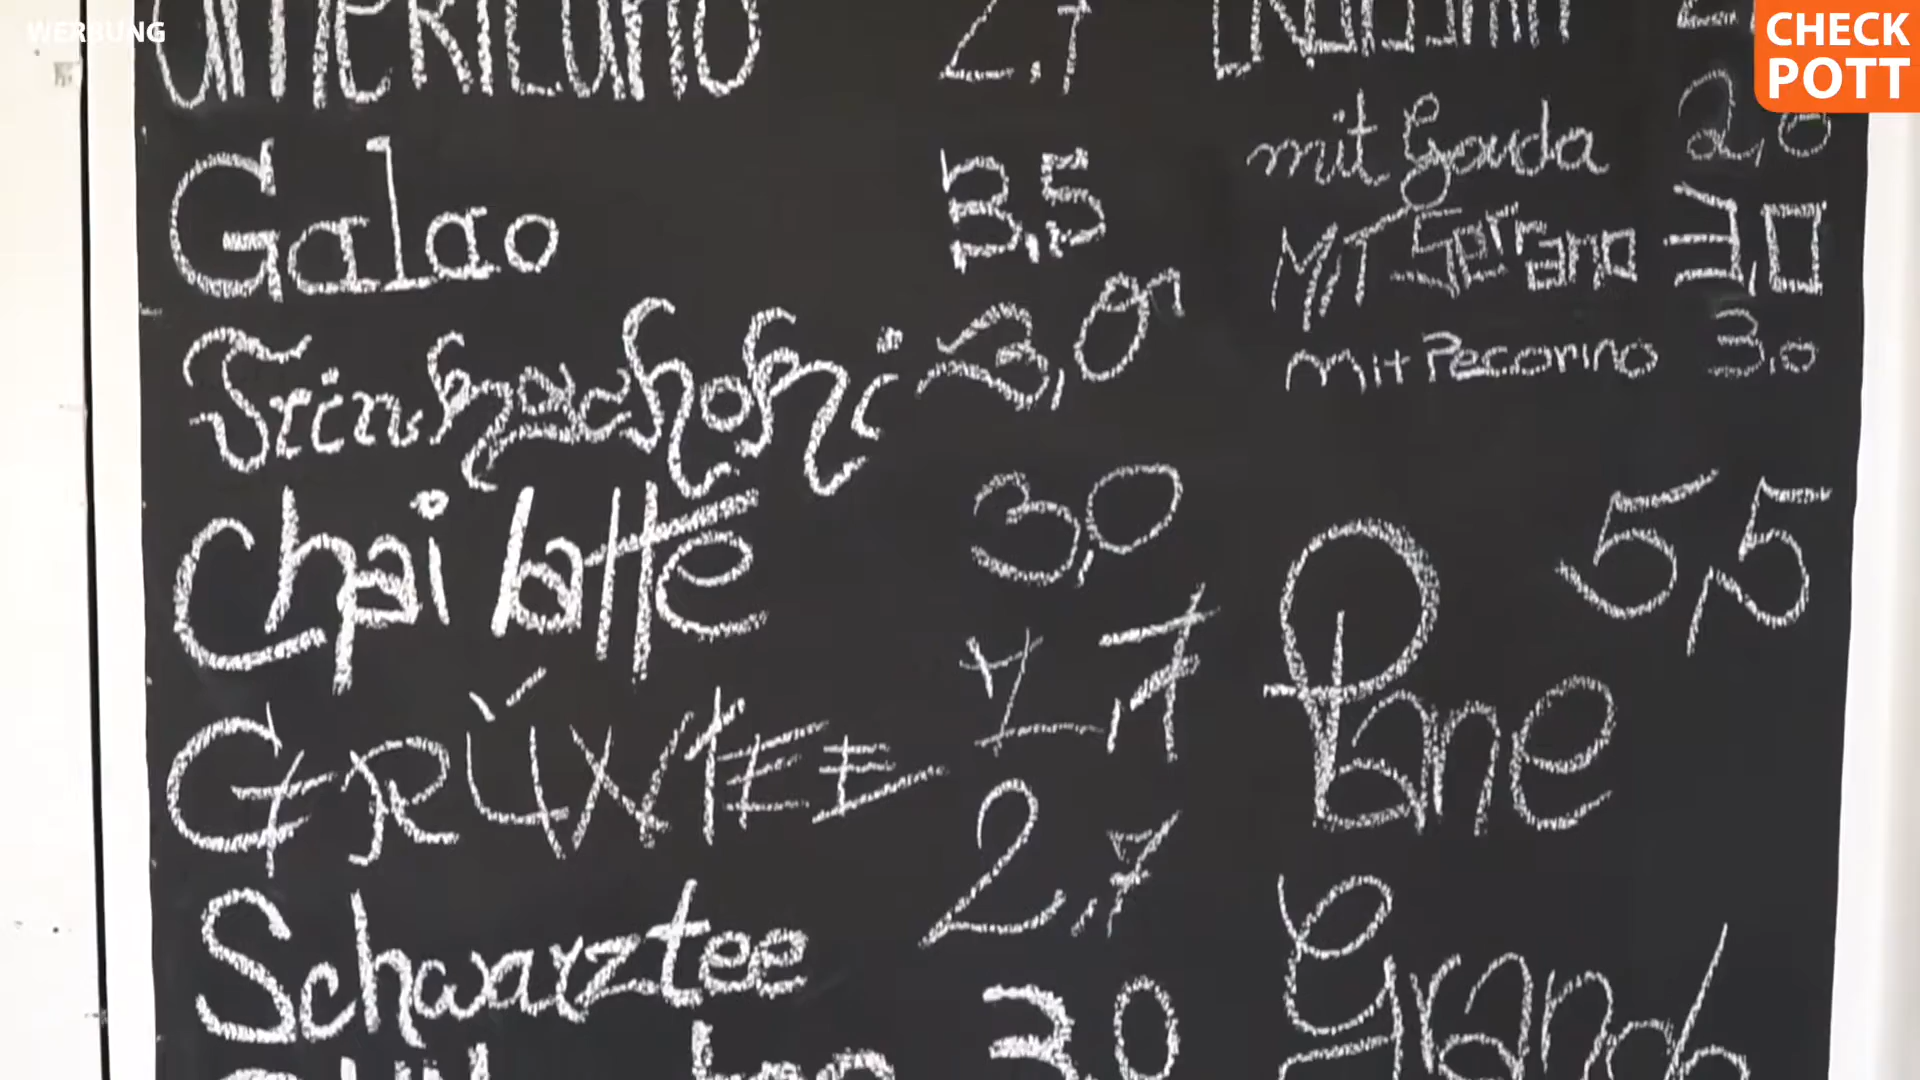 WERBUNG
CHECK
POTT
americano 2,7
Galao 3,5
Trinkschoki 3,0
Chai latte 3,0
GRÜNTEE 2,7
Schwarztee 2,7
3,0
mit Gouda 2,8
MIT Serrano 3,0
mit Pecorino 3,0
Pane 5,5
Grande